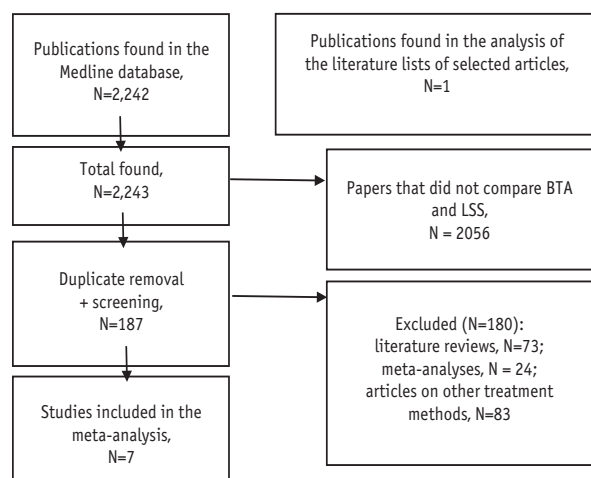 Publications found in the
Medline database,
N=2,242
Publications found in the analysis of
the literature lists of selected articles,
N=1
Total found,
N=2,243
Papers that did not compare BTA
and LSS,
N = 2056
Duplicate removal
+ screening,
N=187
Excluded (N=180):
literature reviews, N=73;
meta-analyses, N = 24;
articles on other treatment
methods, N=83
Studies included in the
meta-analysis,
N=7